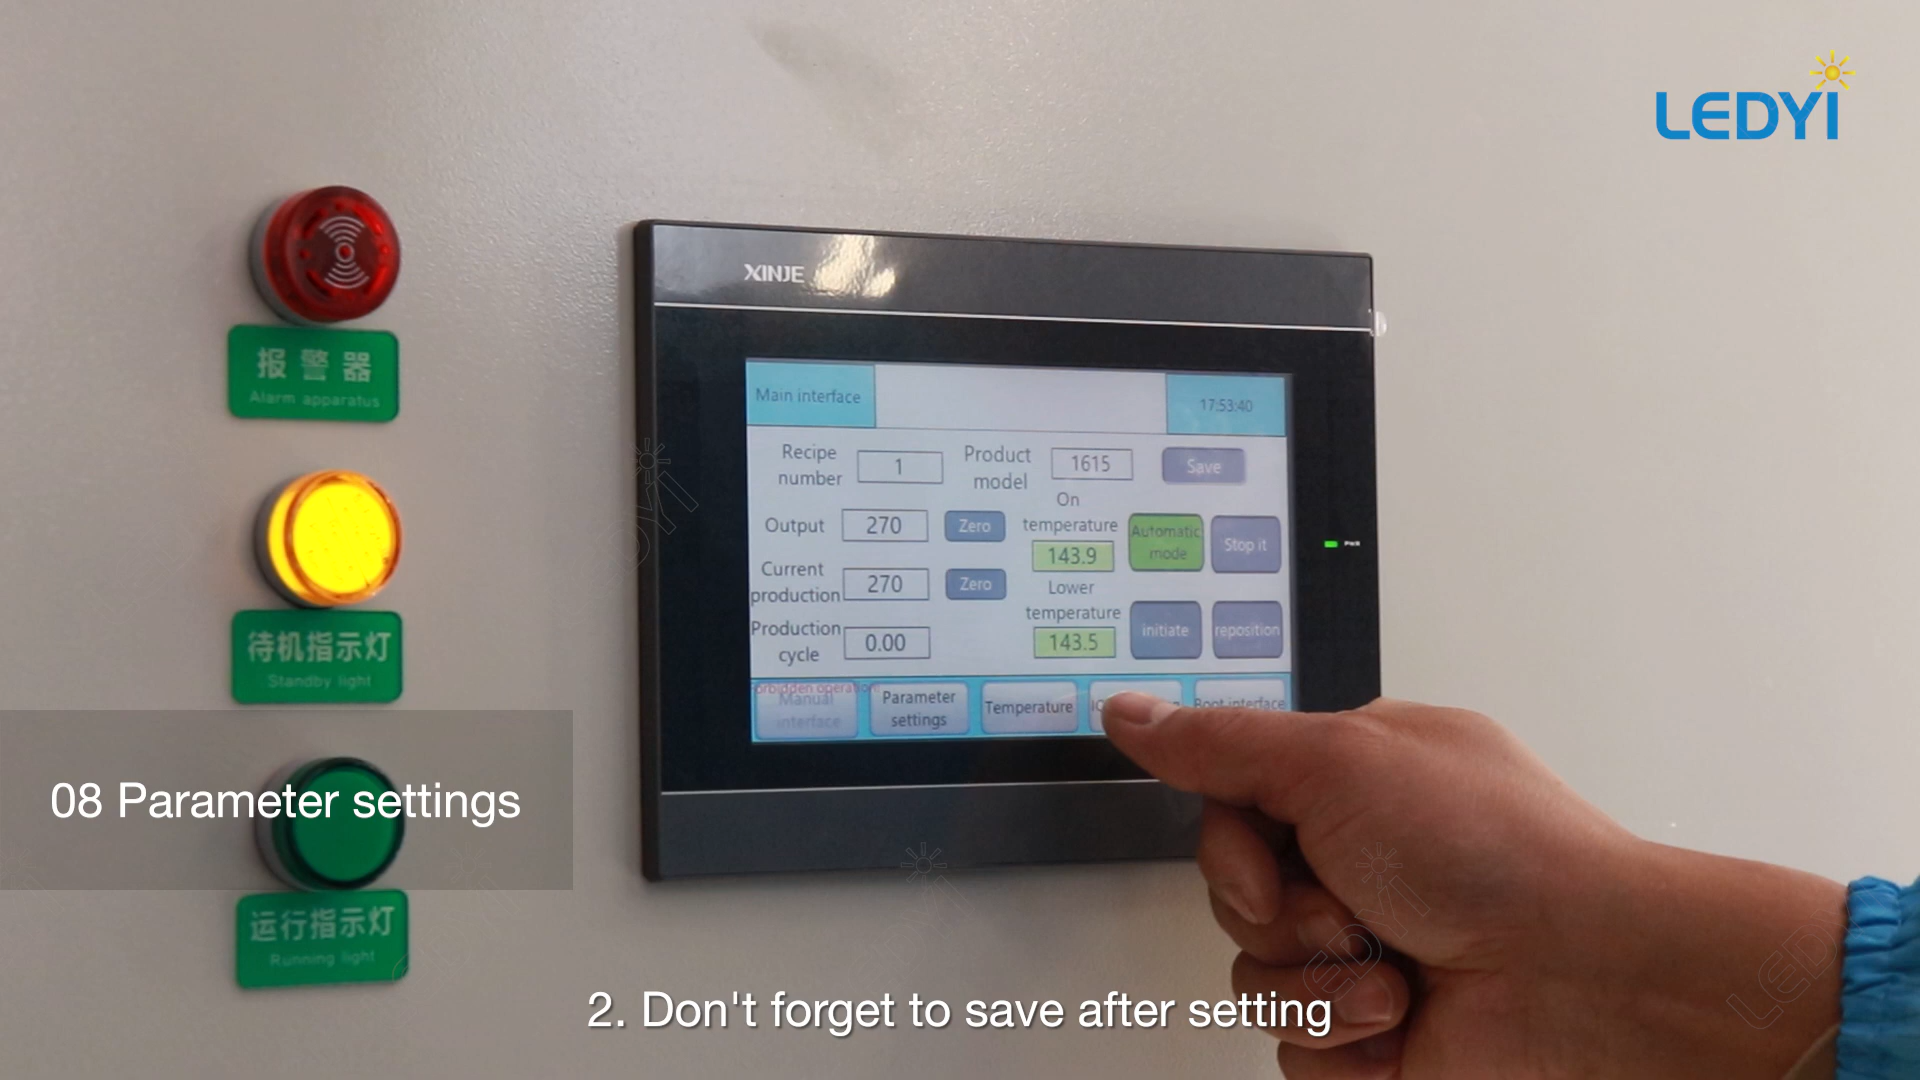 LEDYI
XINJE
报警器
Alarm apparatus
Main interface
17:53:40
Recipe
number
1
Product
model
1615
Save
Output
270
Zero
On
temperature
143.9
Automatic
mode
Stop it
Current
production
270
Zero
Lower
temperature
143.5
initiate
reposition
Production
cycle
0.00
待机指示灯
Standby light
Manual
interface
Parameter
settings
Temperature
Boot interface
08 Parameter settings
运行指示灯
Running light
2. Don't forget to save after setting